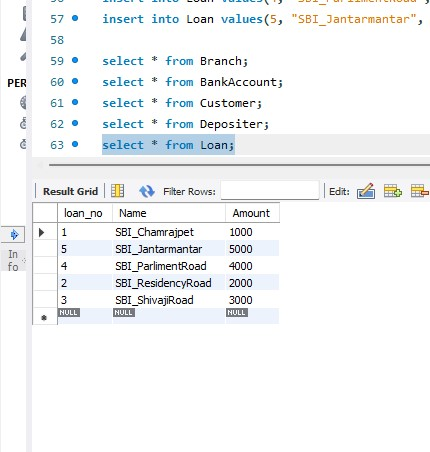 57 insert into Loan values(5, "SBI_Jantarmantar",
58
59 select * from Branch;
60 select * from BankAccount;
61 select * from Customer;
62 select * from Depositer;
63 select * from Loan;
PER
Result Grid Filter Rows: Edit:
loan_no Name Amount
1 SBI_Chamrajpet 1000
5 SBI_Jantarmantar 5000
4 SBI_ParlimentRoad 4000
2 SBI_ResidencyRoad 2000
3 SBI_ShivajiRoad 3000
NULL NULL NULL
In
fo